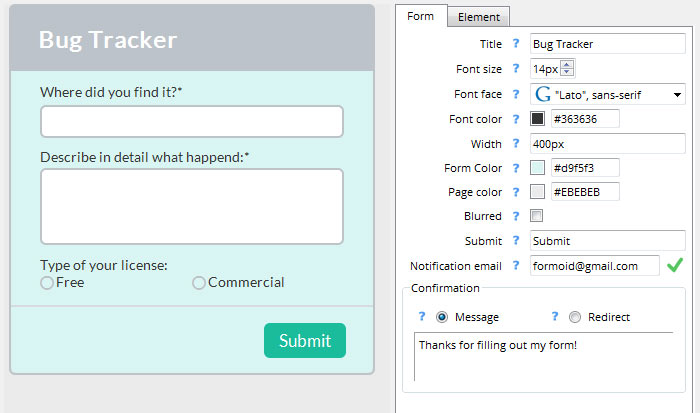 Bug Tracker
Where did you find it?*
Describe in detail what happend:*
Type of your license:
Free Commercial
Submit
Form Element
Title ? Bug Tracker
Font size ? 14px
Font face ? G "Lato", sans-serif
Font color ? #363636
Width ? 400px
Form Color ? #d9f5f3
Page color ? #EBEBEB
Blurred ?
Submit ? Submit
Notification email ? formoid@gmail.com
Confirmation
? Message ? Redirect
Thanks for filling out my form!